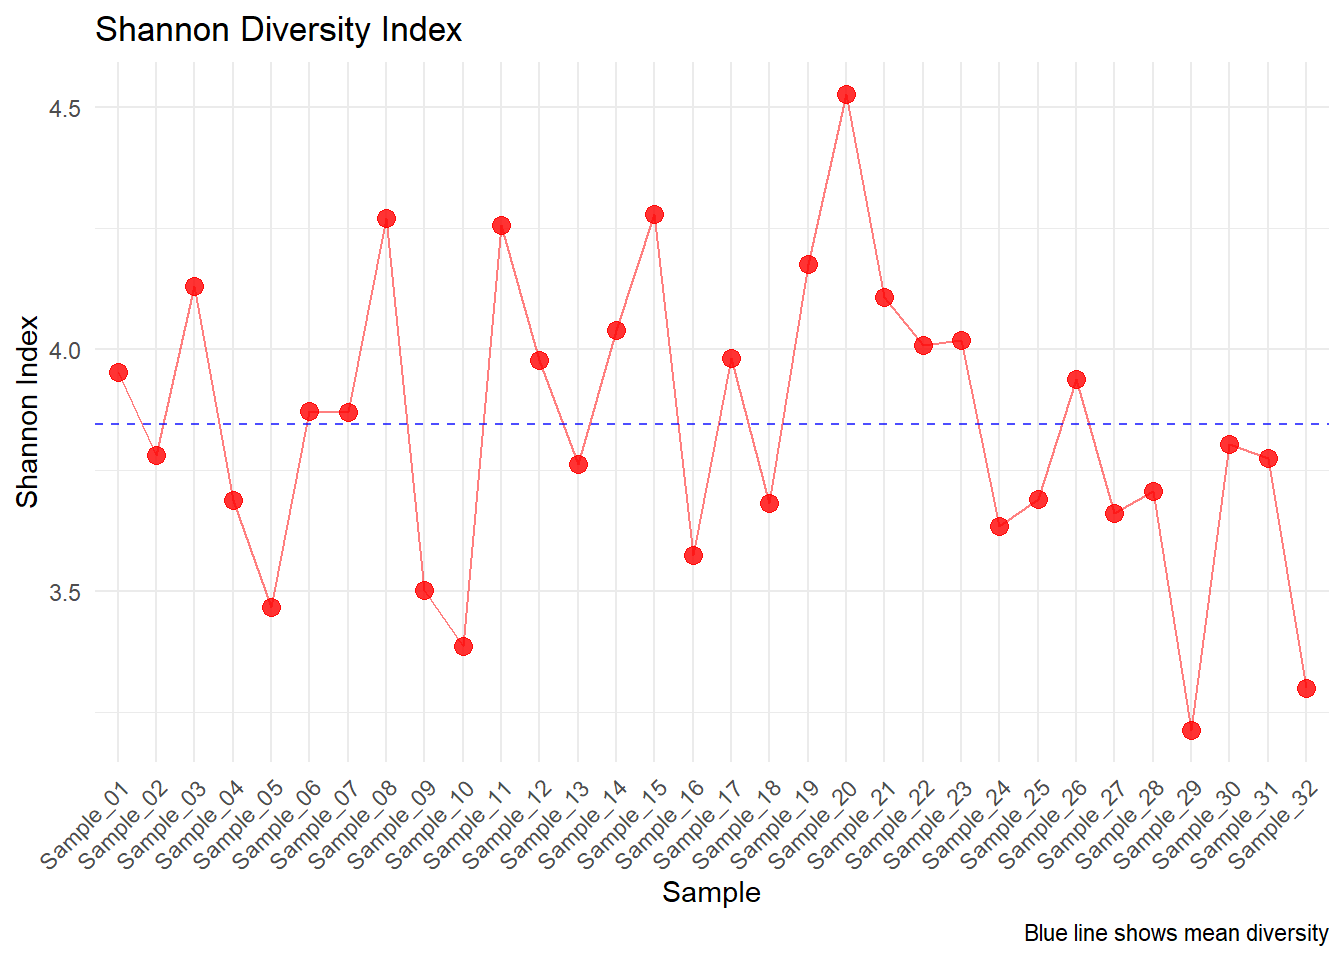 Shannon Diversity Index
Shannon Index
4.5
4.0
3.5
Sample_01
Sample_02
Sample_03
Sample_04
Sample_05
Sample_06
Sample_07
Sample_08
Sample_09
Sample_10
Sample_11
Sample_12
Sample_13
Sample_14
Sample_15
Sample_16
Sample_17
Sample_18
Sample_19
Sample_20
Sample_21
Sample_22
Sample_23
Sample_24
Sample_25
Sample_26
Sample_27
Sample_28
Sample_29
Sample_30
Sample_31
Sample_32
Sample
Blue line shows mean diversity